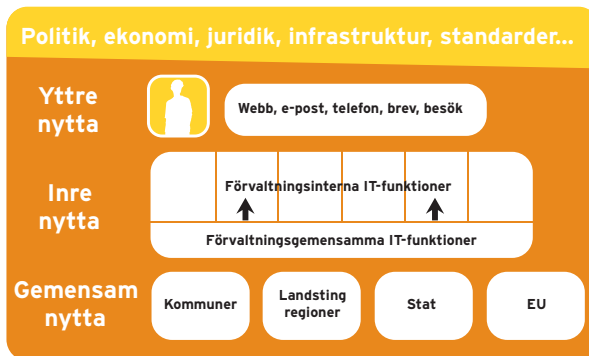 Politik, ekonomi, juridik, infrastruktur, standarder...
Yttre
nytta
Webb, e-post, telefon, brev, besök
Inre
nytta
Förvaltningsinterna IT-funktioner
Förvaltningsgemensamma IT-funktioner
Gemensam
nytta
Kommuner
Landsting
regioner
Stat
EU